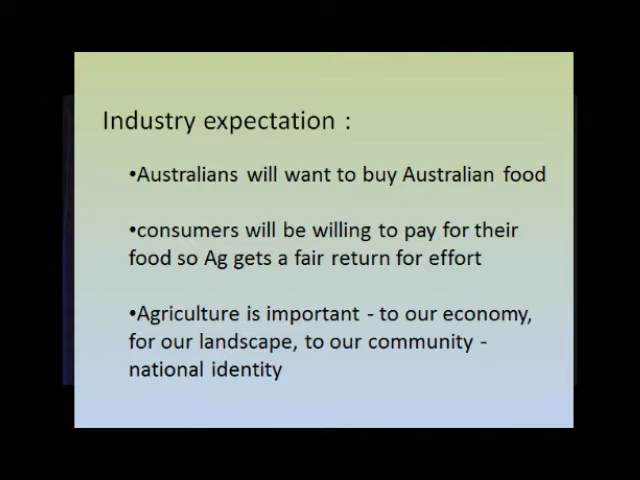 Industry expectation :
•Australians will want to buy Australian food
•consumers will be willing to pay for their
food so Ag gets a fair return for effort
•Agriculture is important - to our economy,
for our landscape, to our community -
national identity